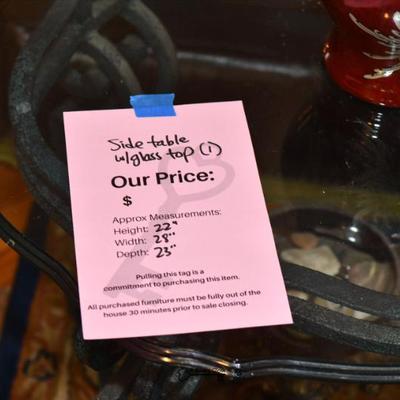 Side table
w/glass top (1)
Our Price:
$
Approx Measurements:
Height: 22"
Width: 28"
Depth: 23"
Pulling this tag is a
commitment to purchasing this item.
All purchased furniture must be fully out of the
house 30 minutes prior to sale closing.